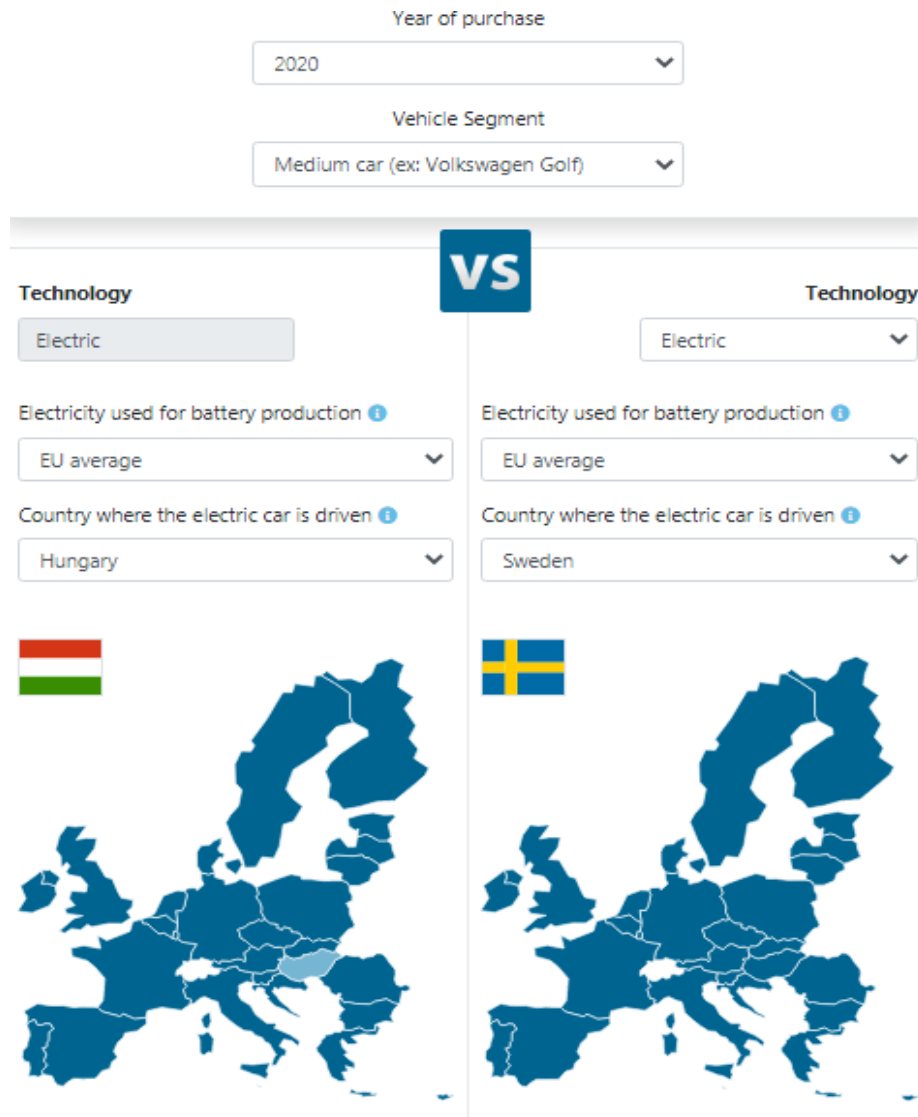 Year of purchase
2020
Vehicle Segment
Medium car (ex: Volkswagen Golf)
VS
Technology
Electric
Electricity used for battery production
EU average
Country where the electric car is driven
Hungary
Technology
Electric
Electricity used for battery production
EU average
Country where the electric car is driven
Sweden